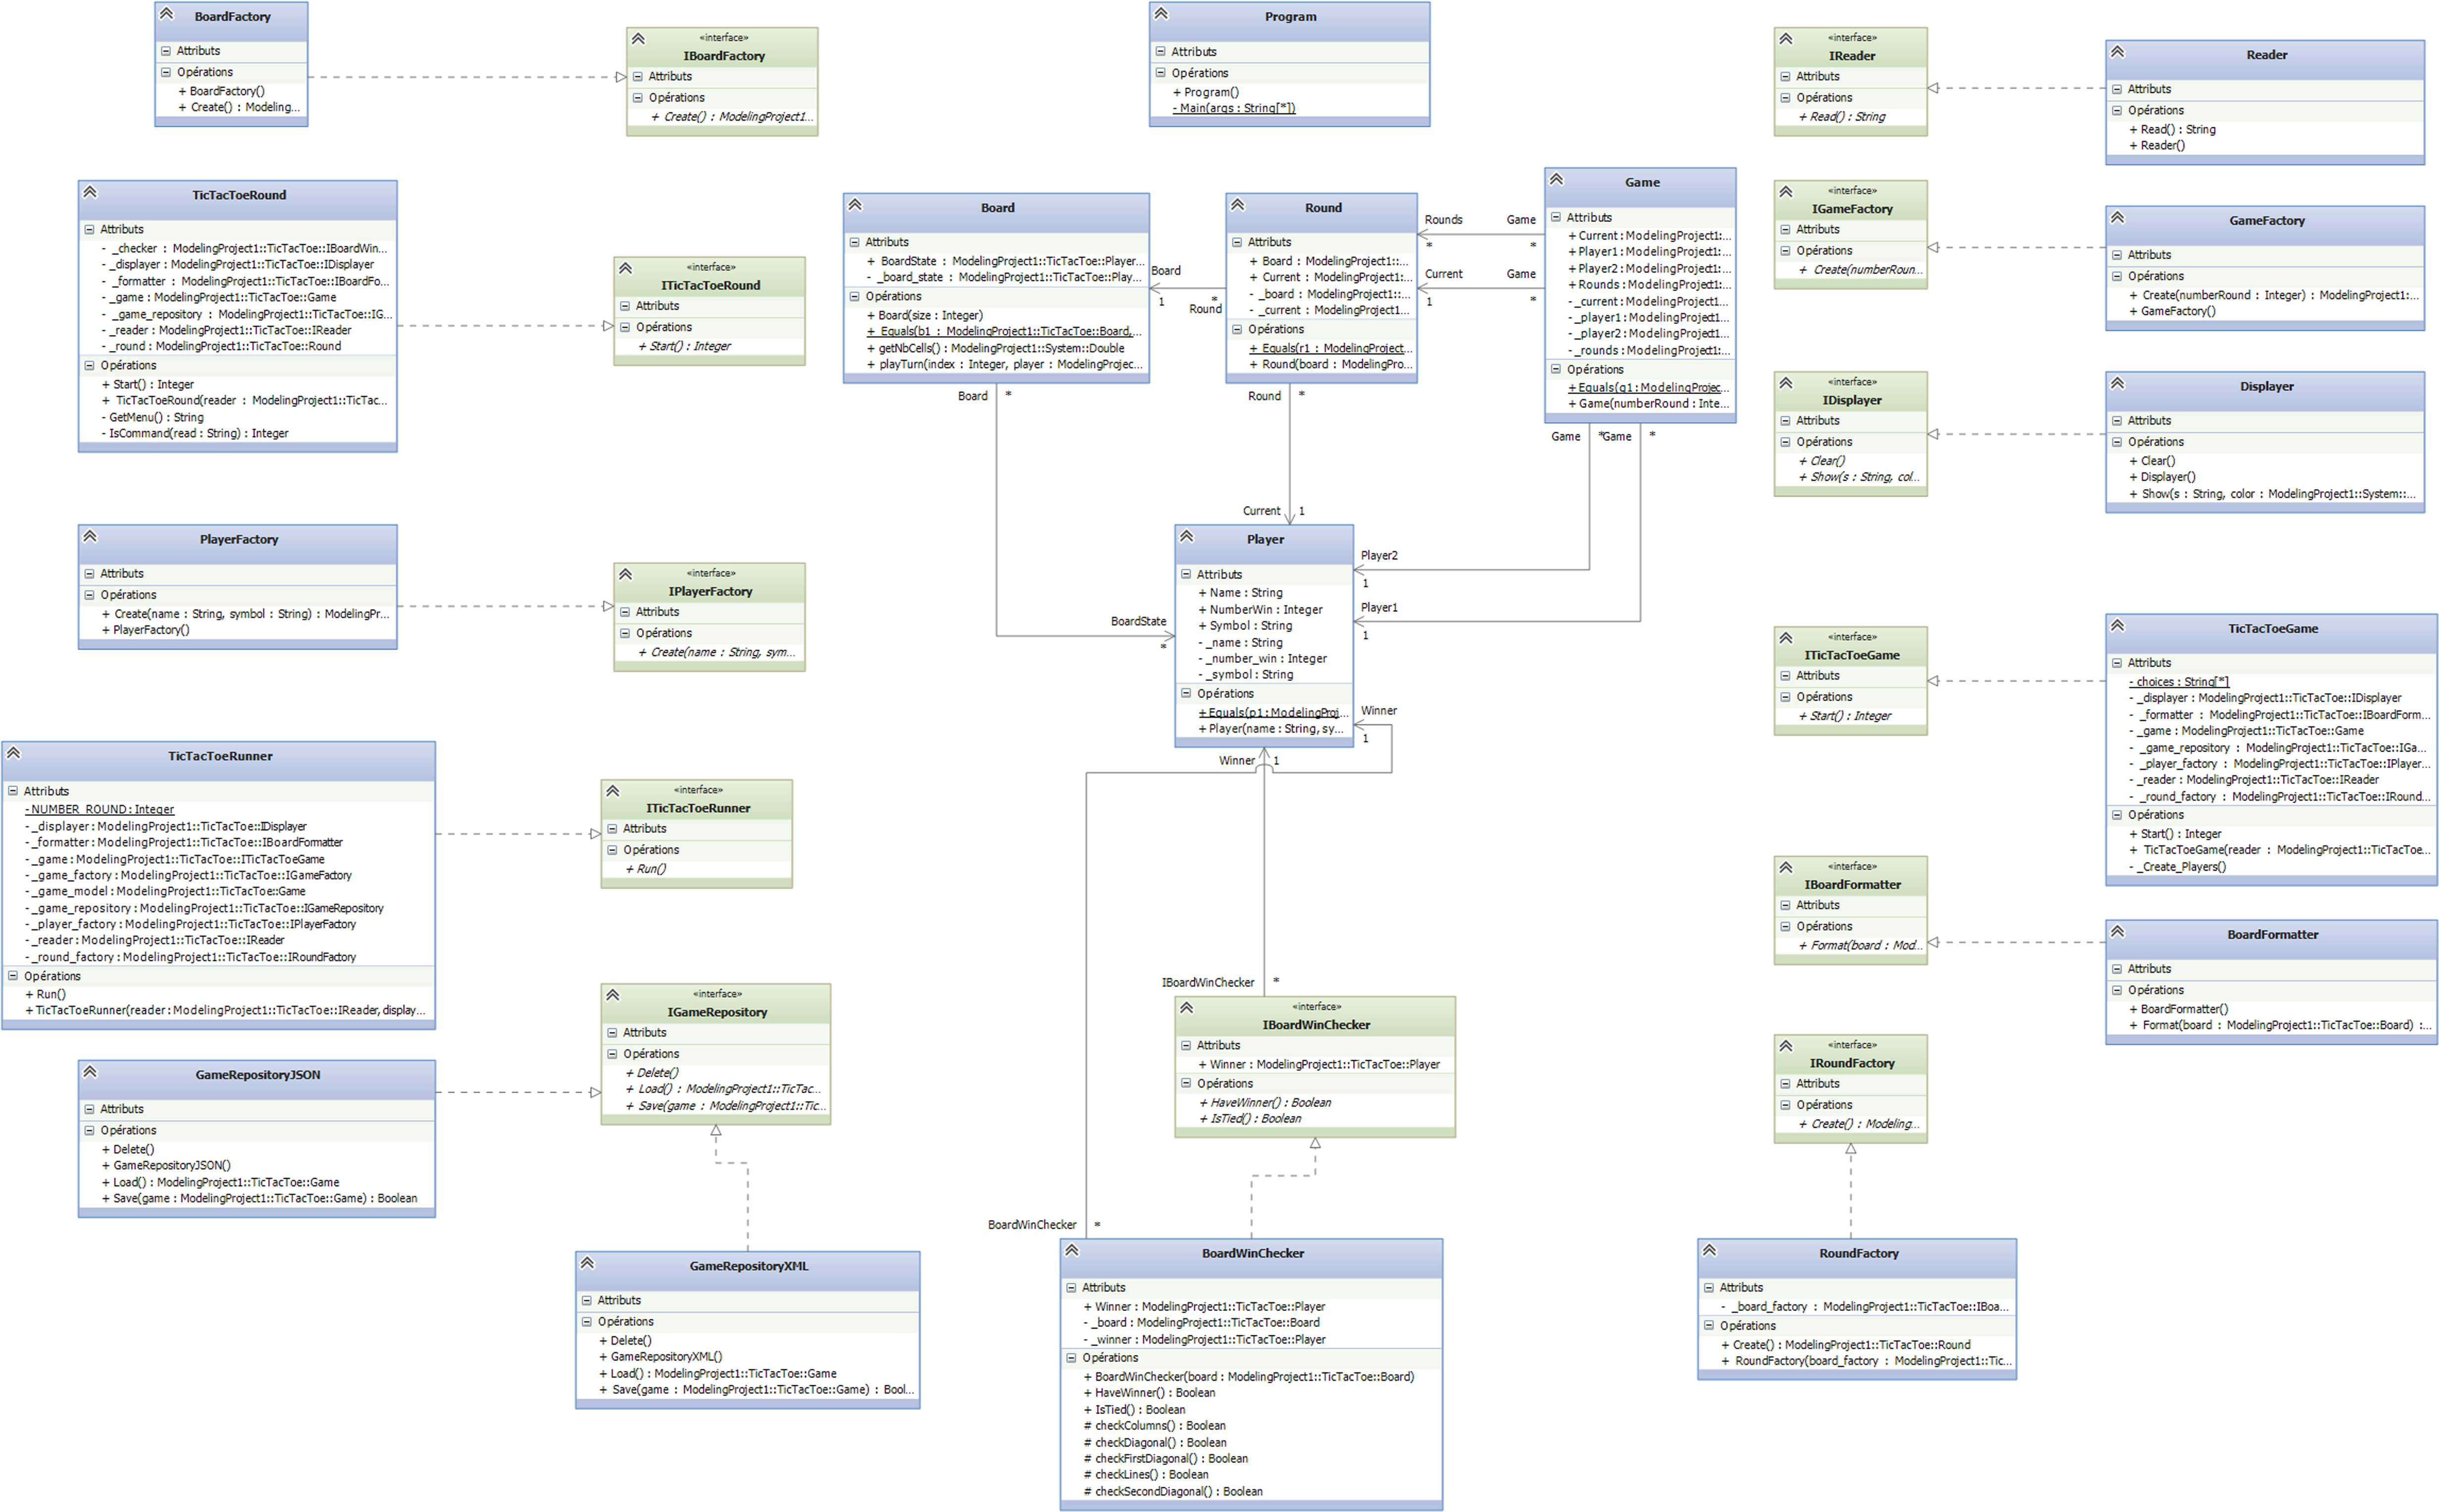 BoardFactory
Attributs
Opérations
+ BoardFactory()
+ Create() : Modeling...
«interface»
IBoardFactory
Attributs
Opérations
+ Create() : ModelingProject1...
Program
Attributs
Opérations
+ Program()
- Main(args : String[*])
«interface»
IReader
Attributs
Opérations
+ Read() : String
Reader
Attributs
Opérations
+ Read() : String
+ Reader()
TicTacToeRound
Attributs
- _checker : ModelingProject1::TicTacToe::IBoardWin...
- _displayer : ModelingProject1::TicTacToe::IDisplayer
- _formatter : ModelingProject1::TicTacToe::IBoardFo...
- _game : ModelingProject1::TicTacToe::Game
- _game_repository : ModelingProject1::TicTacToe::IG...
- _reader : ModelingProject1::TicTacToe::IReader
- _round : ModelingProject1::TicTacToe::Round
Opérations
+ Start() : Integer
+ TicTacToeRound(reader : ModelingProject1::TicTac...
- GetMenu() : String
- IsCommand(read : String) : Integer
«interface»
ITicTacToeRound
Attributs
Opérations
+ Start() : Integer
Board
Attributs
+ BoardState : ModelingProject1::TicTacToe::Player...
- _board_state : ModelingProject1::TicTacToe::Play...
Opérations
+ Board(size : Integer)
+ Equals(b1 : ModelingProject1::TicTacToe::Board,...
+ getNbCells() : ModelingProject1::System::Double
+ playTurn(index : Integer, player : ModelingProjec...
Board
1
*
Round
Round
Attributs
+ Board : ModelingProject1::...
+ Current : ModelingProject1:...
- _board : ModelingProject1::...
- _current : ModelingProject1...
Opérations
+ Equals(r1 : ModelingProject...
+ Round(board : ModelingPro...
Rounds
Game
*
*
Current
Game
1
*
Game
Attributs
+ Current : ModelingProject1:...
+ Player1 : ModelingProject1:...
+ Player2 : ModelingProject1:...
+ Rounds : ModelingProject1:...
- _current : ModelingProject1...
- _player1 : ModelingProject1...
- _player2 : ModelingProject1...
- _rounds : ModelingProject1:...
Opérations
+ Equals(g1 : ModelingProjec...
+ Game(numberRound : Inte...
«interface»
IGameFactory
Attributs
Opérations
+ Create(numberRoun...
GameFactory
Attributs
Opérations
+ Create(numberRound : Integer) : ModelingProject1:...
+ GameFactory()
«interface»
IDisplayer
Attributs
Opérations
+ Clear()
+ Show(s : String, col...
Displayer
Attributs
Opérations
+ Clear()
+ Displayer()
+ Show(s : String, color : ModelingProject1::System::...
Board
*
Round
*
Game
*
Game
*
Current
1
Player2
1
Player1
1
BoardState
*
PlayerFactory
Attributs
Opérations
+ Create(name : String, symbol : String) : ModelingPr...
+ PlayerFactory()
«interface»
IPlayerFactory
Attributs
Opérations
+ Create(name : String, sym...
Player
Attributs
+ Name : String
+ NumberWin : Integer
+ Symbol : String
- _name : String
- _number_win : Integer
- _symbol : String
Opérations
+ Equals(p1 : ModelingProj...
+ Player(name : String, sy...
Winner
1
Winner
1
«interface»
ITicTacToeGame
Attributs
Opérations
+ Start() : Integer
TicTacToeGame
Attributs
- choices : String[*]
- _displayer : ModelingProject1::TicTacToe::IDisplayer
- _formatter : ModelingProject1::TicTacToe::IBoardForm...
- _game : ModelingProject1::TicTacToe::Game
- _game_repository : ModelingProject1::TicTacToe::IGa...
- _player_factory : ModelingProject1::TicTacToe::IPlayer...
- _reader : ModelingProject1::TicTacToe::IReader
- _round_factory : ModelingProject1::TicTacToe::IRound...
Opérations
+ Start() : Integer
+ TicTacToeGame(reader : ModelingProject1::TicTacToe...
- _Create_Players()
TicTacToeRunner
Attributs
- NUMBER_ROUND : Integer
- _displayer : ModelingProject1::TicTacToe::IDisplayer
- _formatter : ModelingProject1::TicTacToe::IBoardFormatter
- _game : ModelingProject1::TicTacToe::ITicTacToeGame
- _game_factory : ModelingProject1::TicTacToe::IGameFactory
- _game_model : ModelingProject1::TicTacToe::Game
- _game_repository : ModelingProject1::TicTacToe::IGameRepository
- _player_factory : ModelingProject1::TicTacToe::IPlayerFactory
- _reader : ModelingProject1::TicTacToe::IReader
- _round_factory : ModelingProject1::TicTacToe::IRoundFactory
Opérations
+ Run()
+ TicTacToeRunner(reader : ModelingProject1::TicTacToe::IReader, display...
«interface»
ITicTacToeRunner
Attributs
Opérations
+ Run()
«interface»
IBoardFormatter
Attributs
Opérations
+ Format(board : Mod...
BoardFormatter
Attributs
Opérations
+ BoardFormatter()
+ Format(board : ModelingProject1::TicTacToe::Board) :...
«interface»
IGameRepository
Attributs
Opérations
+ Delete()
+ Load() : ModelingProject1::TicTac...
+ Save(game : ModelingProject1::Tic...
IBoardWinChecker
*
«interface»
IBoardWinChecker
Attributs
+ Winner : ModelingProject1::TicTacToe::Player
Opérations
+ HaveWinner() : Boolean
+ IsTied() : Boolean
«interface»
IRoundFactory
Attributs
Opérations
+ Create() : Modeling...
GameRepositoryJSON
Attributs
Opérations
+ Delete()
+ GameRepositoryJSON()
+ Load() : ModelingProject1::TicTacToe::Game
+ Save(game : ModelingProject1::TicTacToe::Game) : Boolean
GameRepositoryXML
Attributs
Opérations
+ Delete()
+ GameRepositoryXML()
+ Load() : ModelingProject1::TicTacToe::Game
+ Save(game : ModelingProject1::TicTacToe::Game) : Bool...
BoardWinChecker
*
BoardWinChecker
Attributs
+ Winner : ModelingProject1::TicTacToe::Player
- _board : ModelingProject1::TicTacToe::Board
- _winner : ModelingProject1::TicTacToe::Player
Opérations
+ BoardWinChecker(board : ModelingProject1::TicTacToe::Board)
+ HaveWinner() : Boolean
+ IsTied() : Boolean
# checkColumns() : Boolean
# checkDiagonal() : Boolean
# checkFirstDiagonal() : Boolean
# checkLines() : Boolean
# checkSecondDiagonal() : Boolean
RoundFactory
Attributs
- _board_factory : ModelingProject1::TicTacToe::IBoa...
Opérations
+ Create() : ModelingProject1::TicTacToe::Round
+ RoundFactory(board_factory : ModelingProject1::Tic...